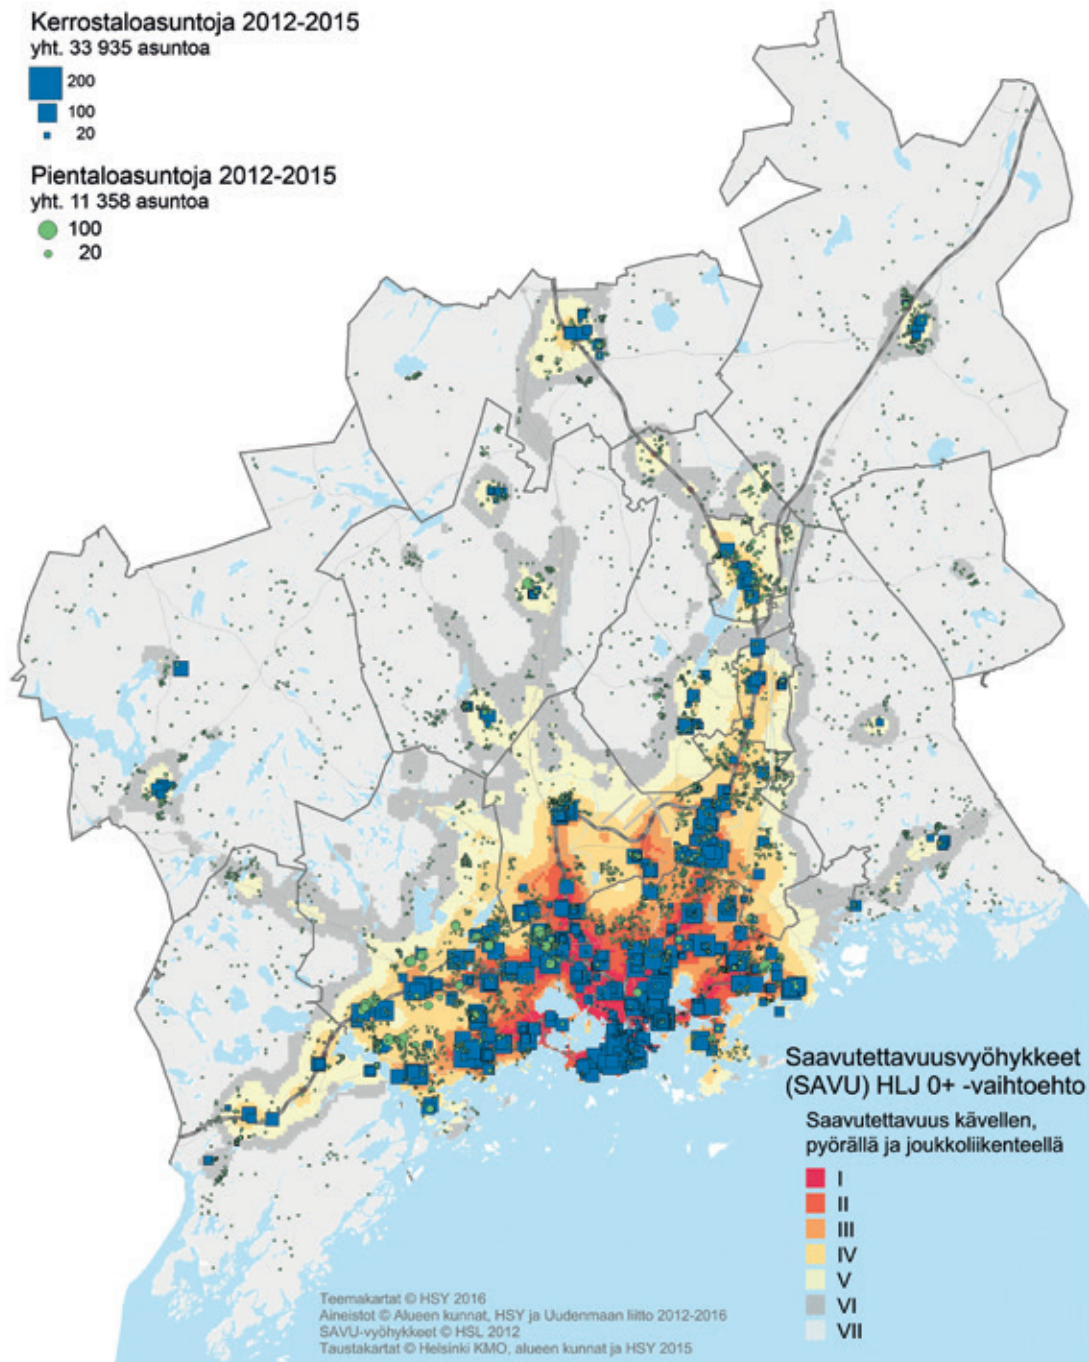 Kerrostaloasuntoja 2012-2015
yht. 33 935 asuntoa
200
100
20
Pientaloasuntoja 2012-2015
yht. 11 358 asuntoa
100
20
Saavutettavuusvyöhykkeet
(SAVU) HLJ 0+ -vaihtoehto
Saavutettavuus kävellen,
pyörällä ja joukkoliikenteellä
I
II
III
IV
V
VI
VII
Teemakartat © HSY 2016
Aineistot © Alueen kunnat, HSY ja Uudenmaan liitto 2012-2016
SAVU-vyöhykkeet © HSL 2012
Taustakartat © Helsinki KMO, alueen kunnat ja HSY 2015